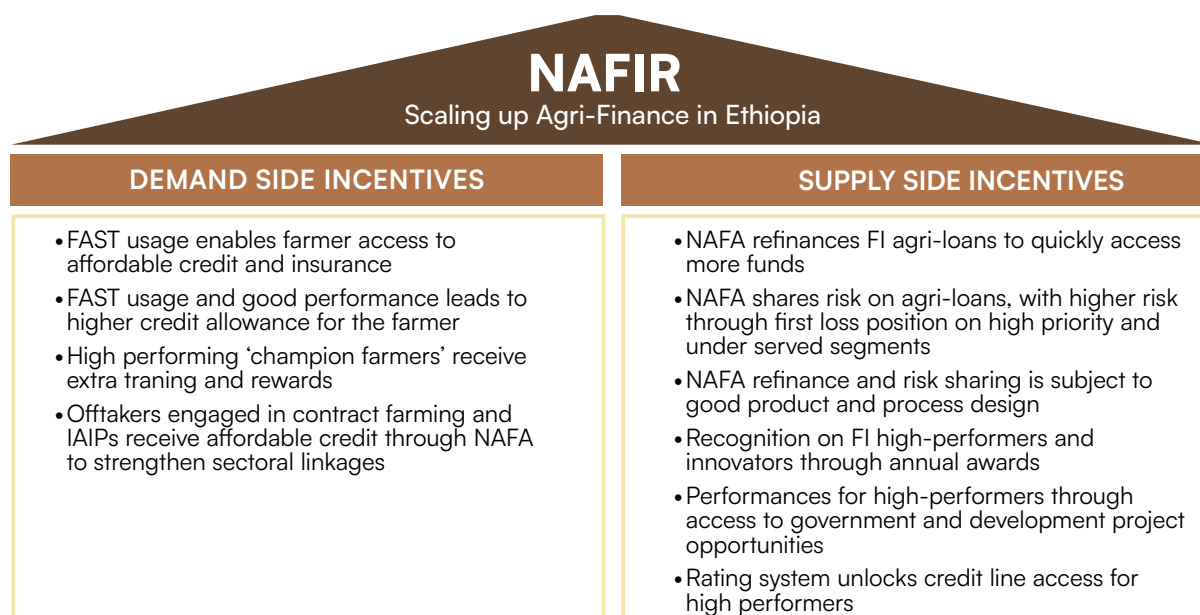 NAFIR
Scaling up Agri-Finance in Ethiopia
DEMAND SIDE INCENTIVES
•FAST usage enables farmer access to
affordable credit and insurance
•FAST usage and good performance leads to
higher credit allowance for the farmer
•High performing ‘champion farmers’ receive
extra traning and rewards
•Offtakers engaged in contract farming and
IAIPs receive affordable credit through NAFA
to strengthen sectoral linkages
SUPPLY SIDE INCENTIVES
•NAFA refinances FI agri-loans to quickly access
more funds
•NAFA shares risk on agri-loans, with higher risk
through first loss position on high priority and
under served segments
•NAFA refinance and risk sharing is subject to
good product and process design
•Recognition on FI high-performers and
innovators through annual awards
•Performances for high-performers through
access to government and development project
opportunities
•Rating system unlocks credit line access for
high performers